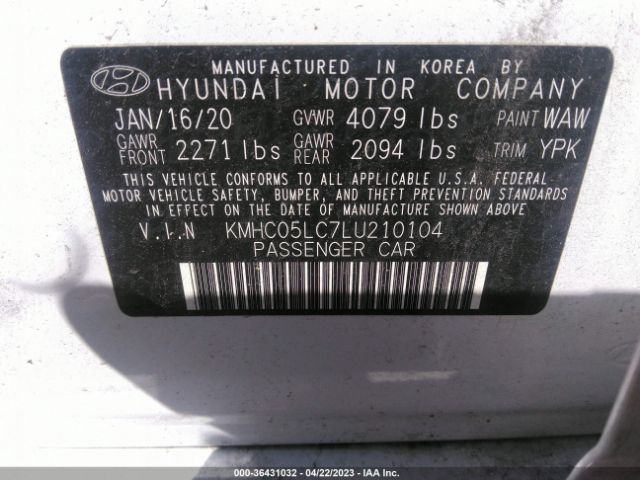 MANUFACTURED IN KOREA BY
HYUNDAI MOTOR COMPANY
JAN/16/20 GVWR 4079 lbs PAINT WAW
GAWR FRONT 2271 lbs GAWR REAR 2094 lbs TRIM YPK
THIS VEHICLE CONFORMS TO ALL APPLICABLE U.S.A. FEDERAL
MOTOR VEHICLE SAFETY, BUMPER, AND THEFT PREVENTION STANDARDS
IN EFFECT ON THE DATE OF MANUFACTURE SHOWN ABOVE
V.I.N KMHC05LC7LU210104
PASSENGER CAR
000-36431032 - 04/22/2023 - IAA Inc.